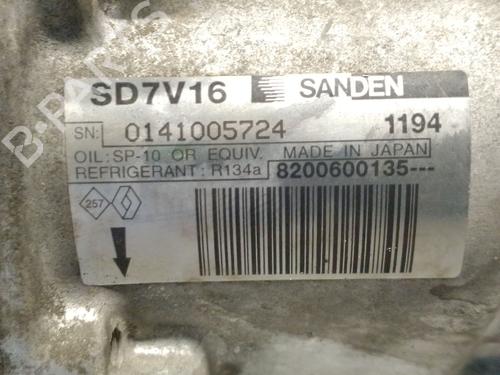 SD7V16 SANDEN
SN: 0141005724 1194
OIL: SP-10 OR EQUIV. MADE IN JAPAN
REFRIGERANT: R134a 8200600135---
257
B-PARTS